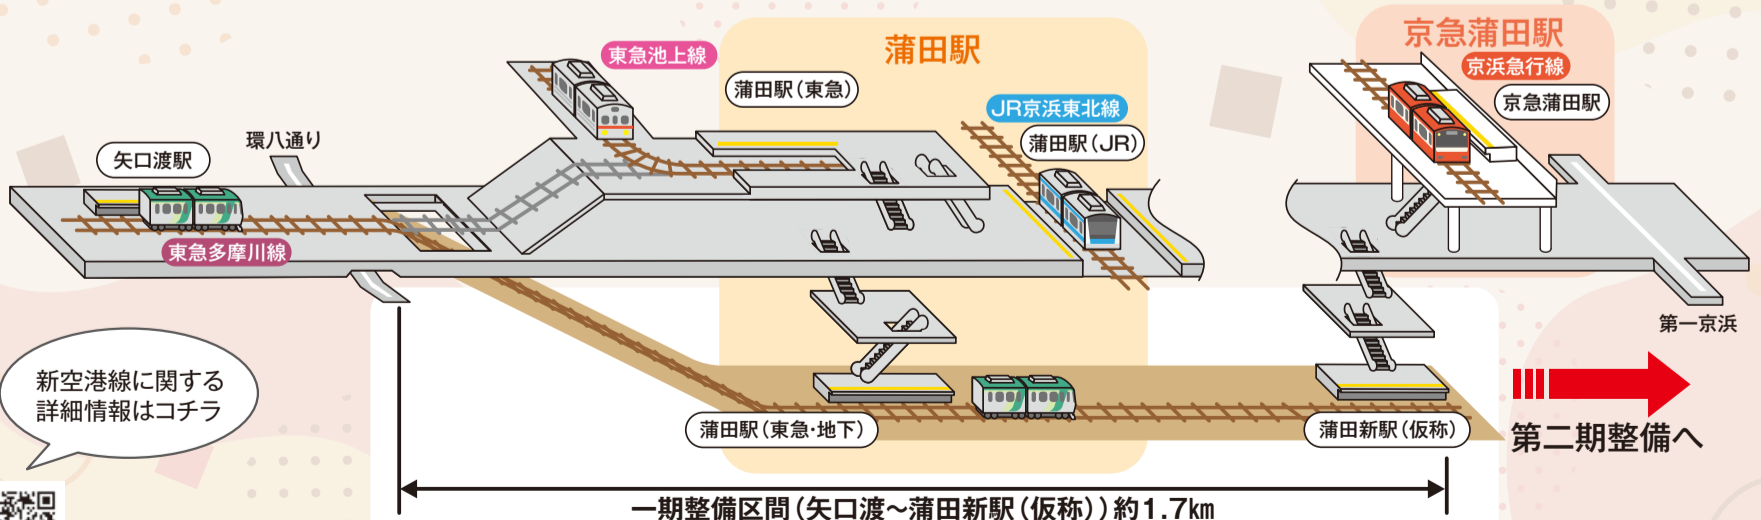 蒲田駅
京急蒲田駅
東急池上線
京浜急行線
蒲田駅(東急)
京急蒲田駅
JR京浜東北線
蒲田駅(JR)
環八通り
矢口渡駅
東急多摩川線
第一京浜
新空港線に関する
詳細情報はコチラ
蒲田駅(東急・地下)
蒲田新駅(仮称)
第二期整備へ
一期整備区間(矢口渡～蒲田新駅(仮称))約1.7km